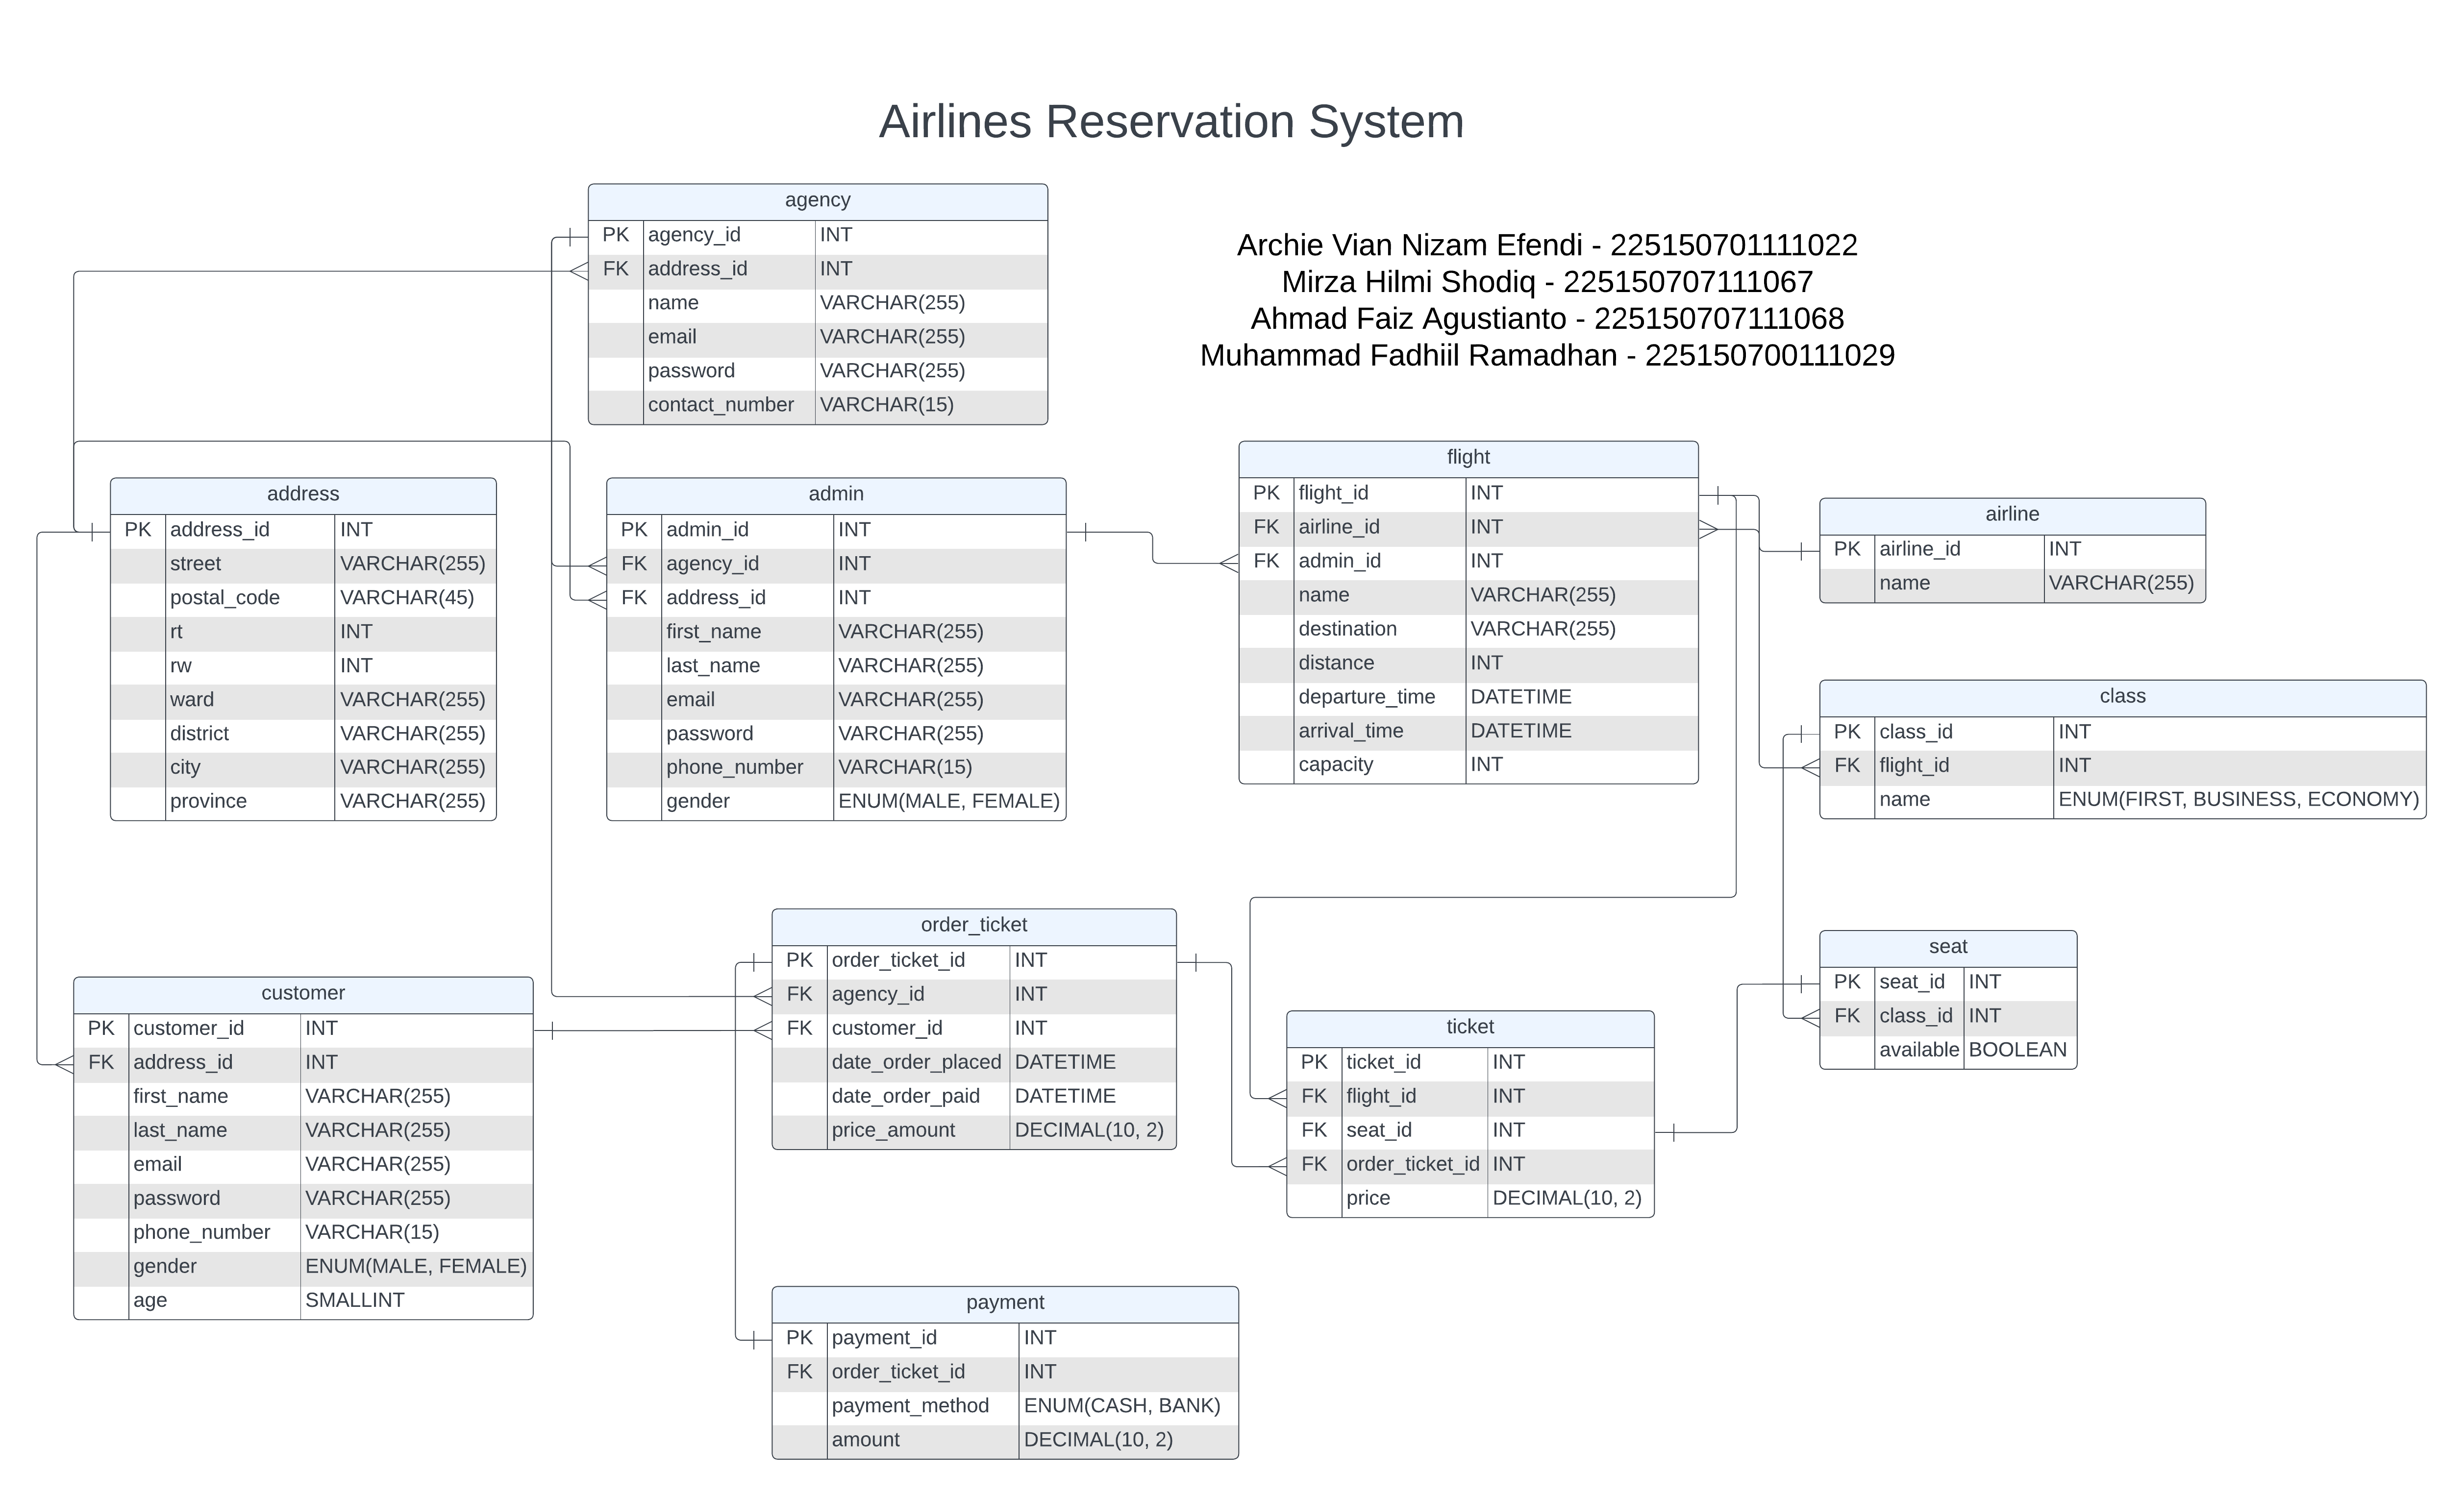 Airlines Reservation System
agency
PK agency_id INT
FK address_id INT
name VARCHAR(255)
email VARCHAR(255)
password VARCHAR(255)
contact_number VARCHAR(15)
Archie Vian Nizam Efendi - 225150701111022
Mirza Hilmi Shodiq - 225150707111067
Ahmad Faiz Agustianto - 225150707111068
Muhammad Fadhiil Ramadhan - 225150700111029
address
PK address_id INT
street VARCHAR(255)
postal_code VARCHAR(45)
rt INT
rw INT
ward VARCHAR(255)
district VARCHAR(255)
city VARCHAR(255)
province VARCHAR(255)
admin
PK admin_id INT
FK agency_id INT
FK address_id INT
first_name VARCHAR(255)
last_name VARCHAR(255)
email VARCHAR(255)
password VARCHAR(255)
phone_number VARCHAR(15)
gender ENUM(MALE, FEMALE)
flight
PK flight_id INT
FK airline_id INT
FK admin_id INT
name VARCHAR(255)
destination VARCHAR(255)
distance INT
departure_time DATETIME
arrival_time DATETIME
capacity INT
airline
PK airline_id INT
name VARCHAR(255)
class
PK class_id INT
FK flight_id INT
name ENUM(FIRST, BUSINESS, ECONOMY)
customer
PK customer_id INT
FK address_id INT
first_name VARCHAR(255)
last_name VARCHAR(255)
email VARCHAR(255)
password VARCHAR(255)
phone_number VARCHAR(15)
gender ENUM(MALE, FEMALE)
age SMALLINT
order_ticket
PK order_ticket_id INT
FK agency_id INT
FK customer_id INT
date_order_placed DATETIME
date_order_paid DATETIME
price_amount DECIMAL(10, 2)
ticket
PK ticket_id INT
FK flight_id INT
FK seat_id INT
FK order_ticket_id INT
price DECIMAL(10, 2)
seat
PK seat_id INT
FK class_id INT
available BOOLEAN
payment
PK payment_id INT
FK order_ticket_id INT
payment_method ENUM(CASH, BANK)
amount DECIMAL(10, 2)